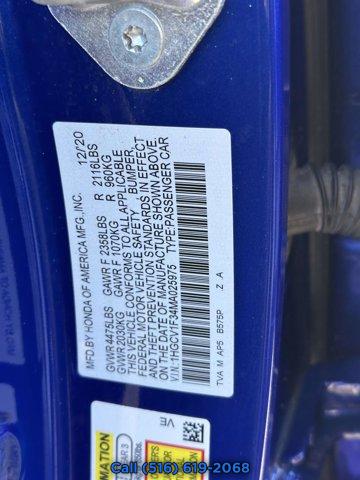 MFD. BY HONDA OF AMERICA MFG., INC. 12/20
GVWR 4475LBS GAWR F 2358LBS R 2116LBS
GVWR 2030KG GAWR F 1070KG R 960KG
THIS VEHICLE CONFORMS TO ALL APPLICABLE
FEDERAL MOTOR VEHICLE SAFETY, BUMPER,
AND THEFT PREVENTION STANDARDS IN EFFECT
ON THE DATE OF MANUFACTURE SHOWN ABOVE.
V.I.N.: 1HGCV1F34MA025975 TYPE:PASSENGER CAR
TVA M AP5 B575P Z A
VE
Call (516) 619-2068